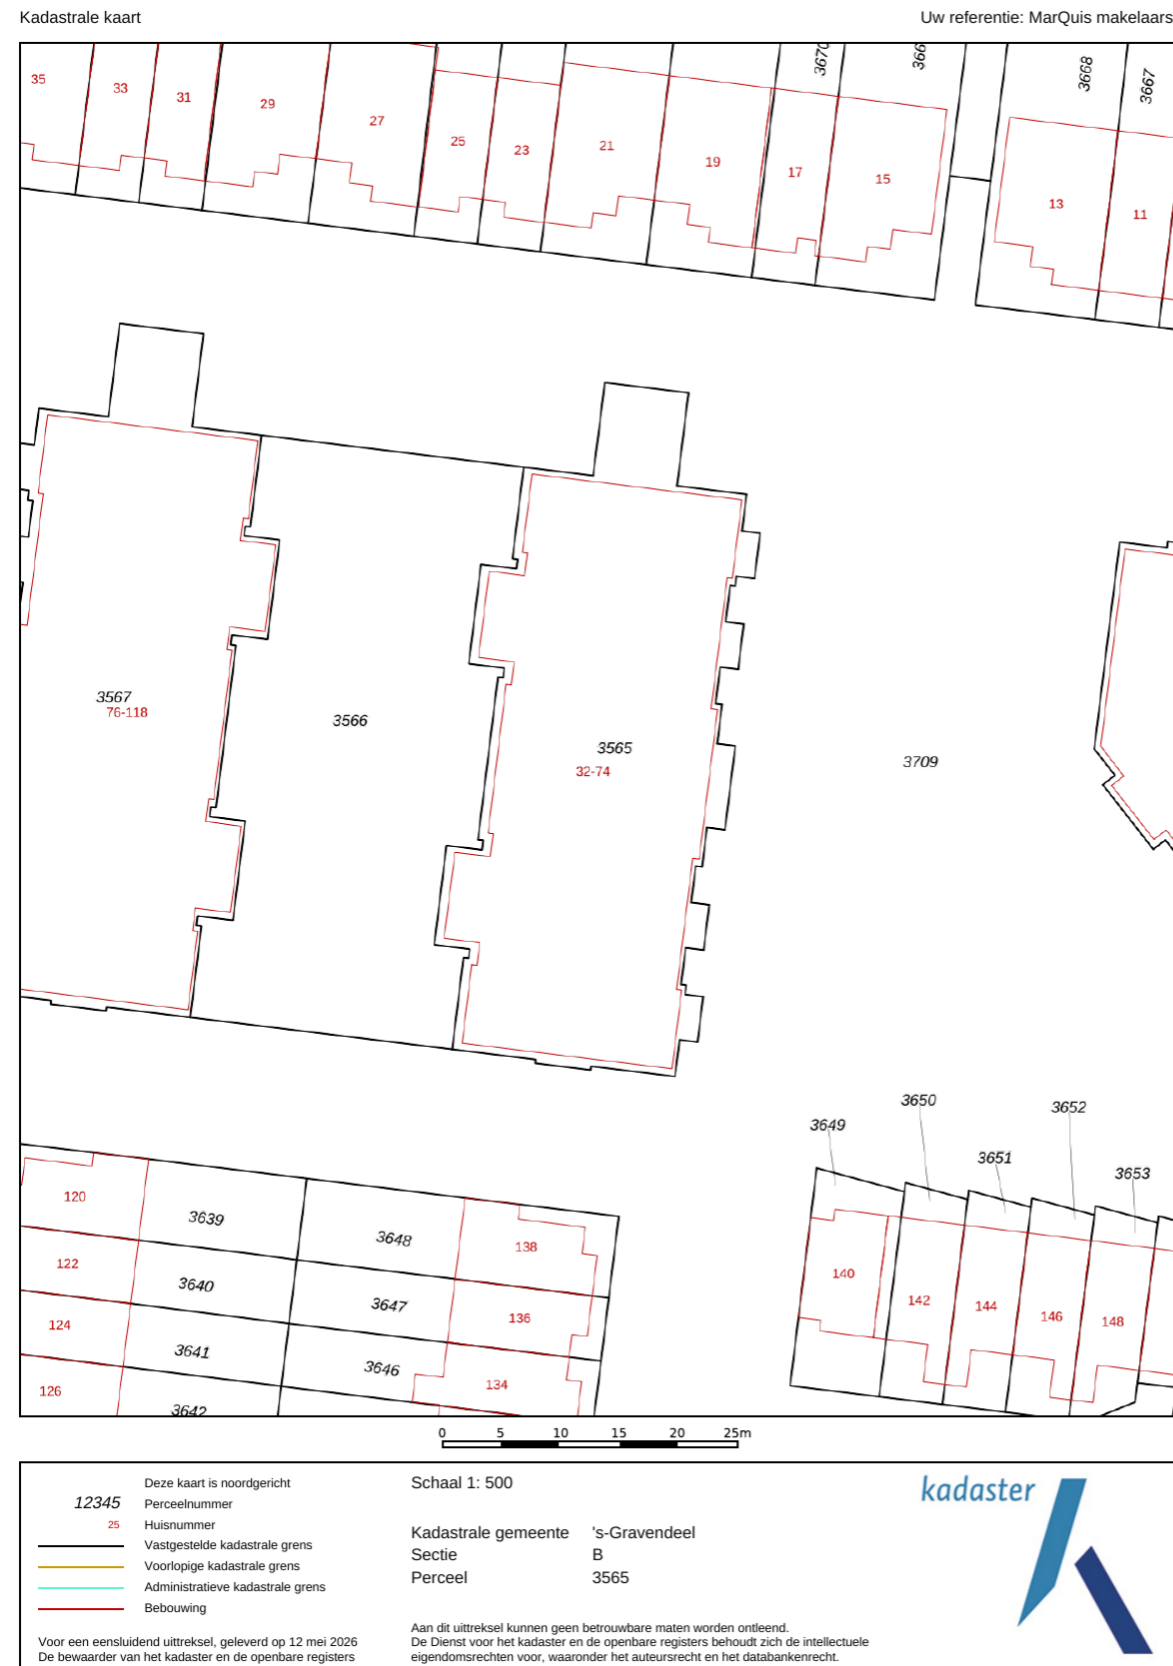 Kadastrale kaart
Uw referentie: MarQuis makelaars
35
33
31
29
27
25
23
21
19
17
15
13
11
3670
3668
3667
3567
76-118
3566
3565
32-74
3709
3649
3650
3651
3652
3653
120
122
124
126
3639
3640
3641
3642
3648
3647
3646
138
136
134
140
142
144
146
148
0 5 10 15 20 25m
Deze kaart is noordgericht
12345 Perceelnummer
25 Huisnummer
Vastgestelde kadastrale grens
Voorlopige kadastrale grens
Administratieve kadastrale grens
Bebouwing
Voor een eensluidend uittreksel, geleverd op 12 mei 2026
De bewaarder van het kadaster en de openbare registers
Schaal 1: 500
Kadastrale gemeente 's-Gravendeel
Sectie B
Perceel 3565
Aan dit uittreksel kunnen geen betrouwbare maten worden ontleend.
De Dienst voor het kadaster en de openbare registers behoudt zich de intellectuele
eigendomsrechten voor, waaronder het auteursrecht en het databankenrecht.
kadaster